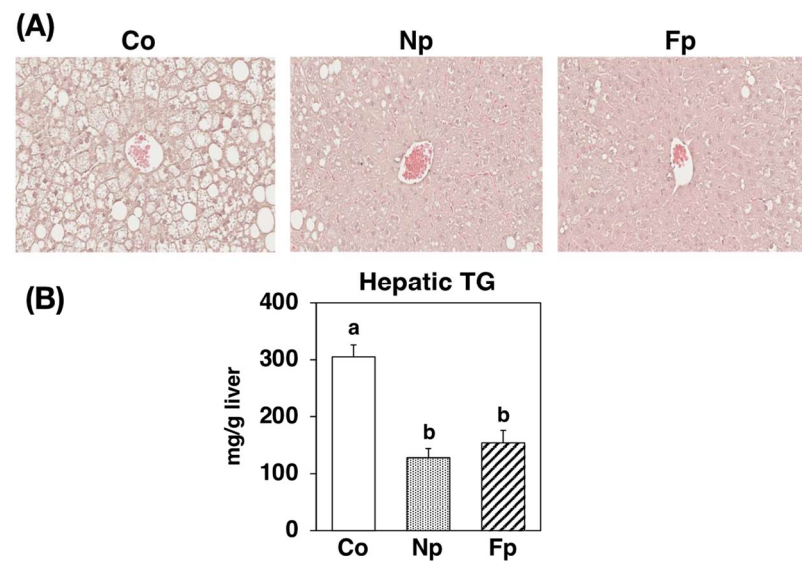 (A)
Co Np Fp
(B)
Hepatic TG
400
300
200
100
0
mg/g liver
a
b
b
Co Np Fp